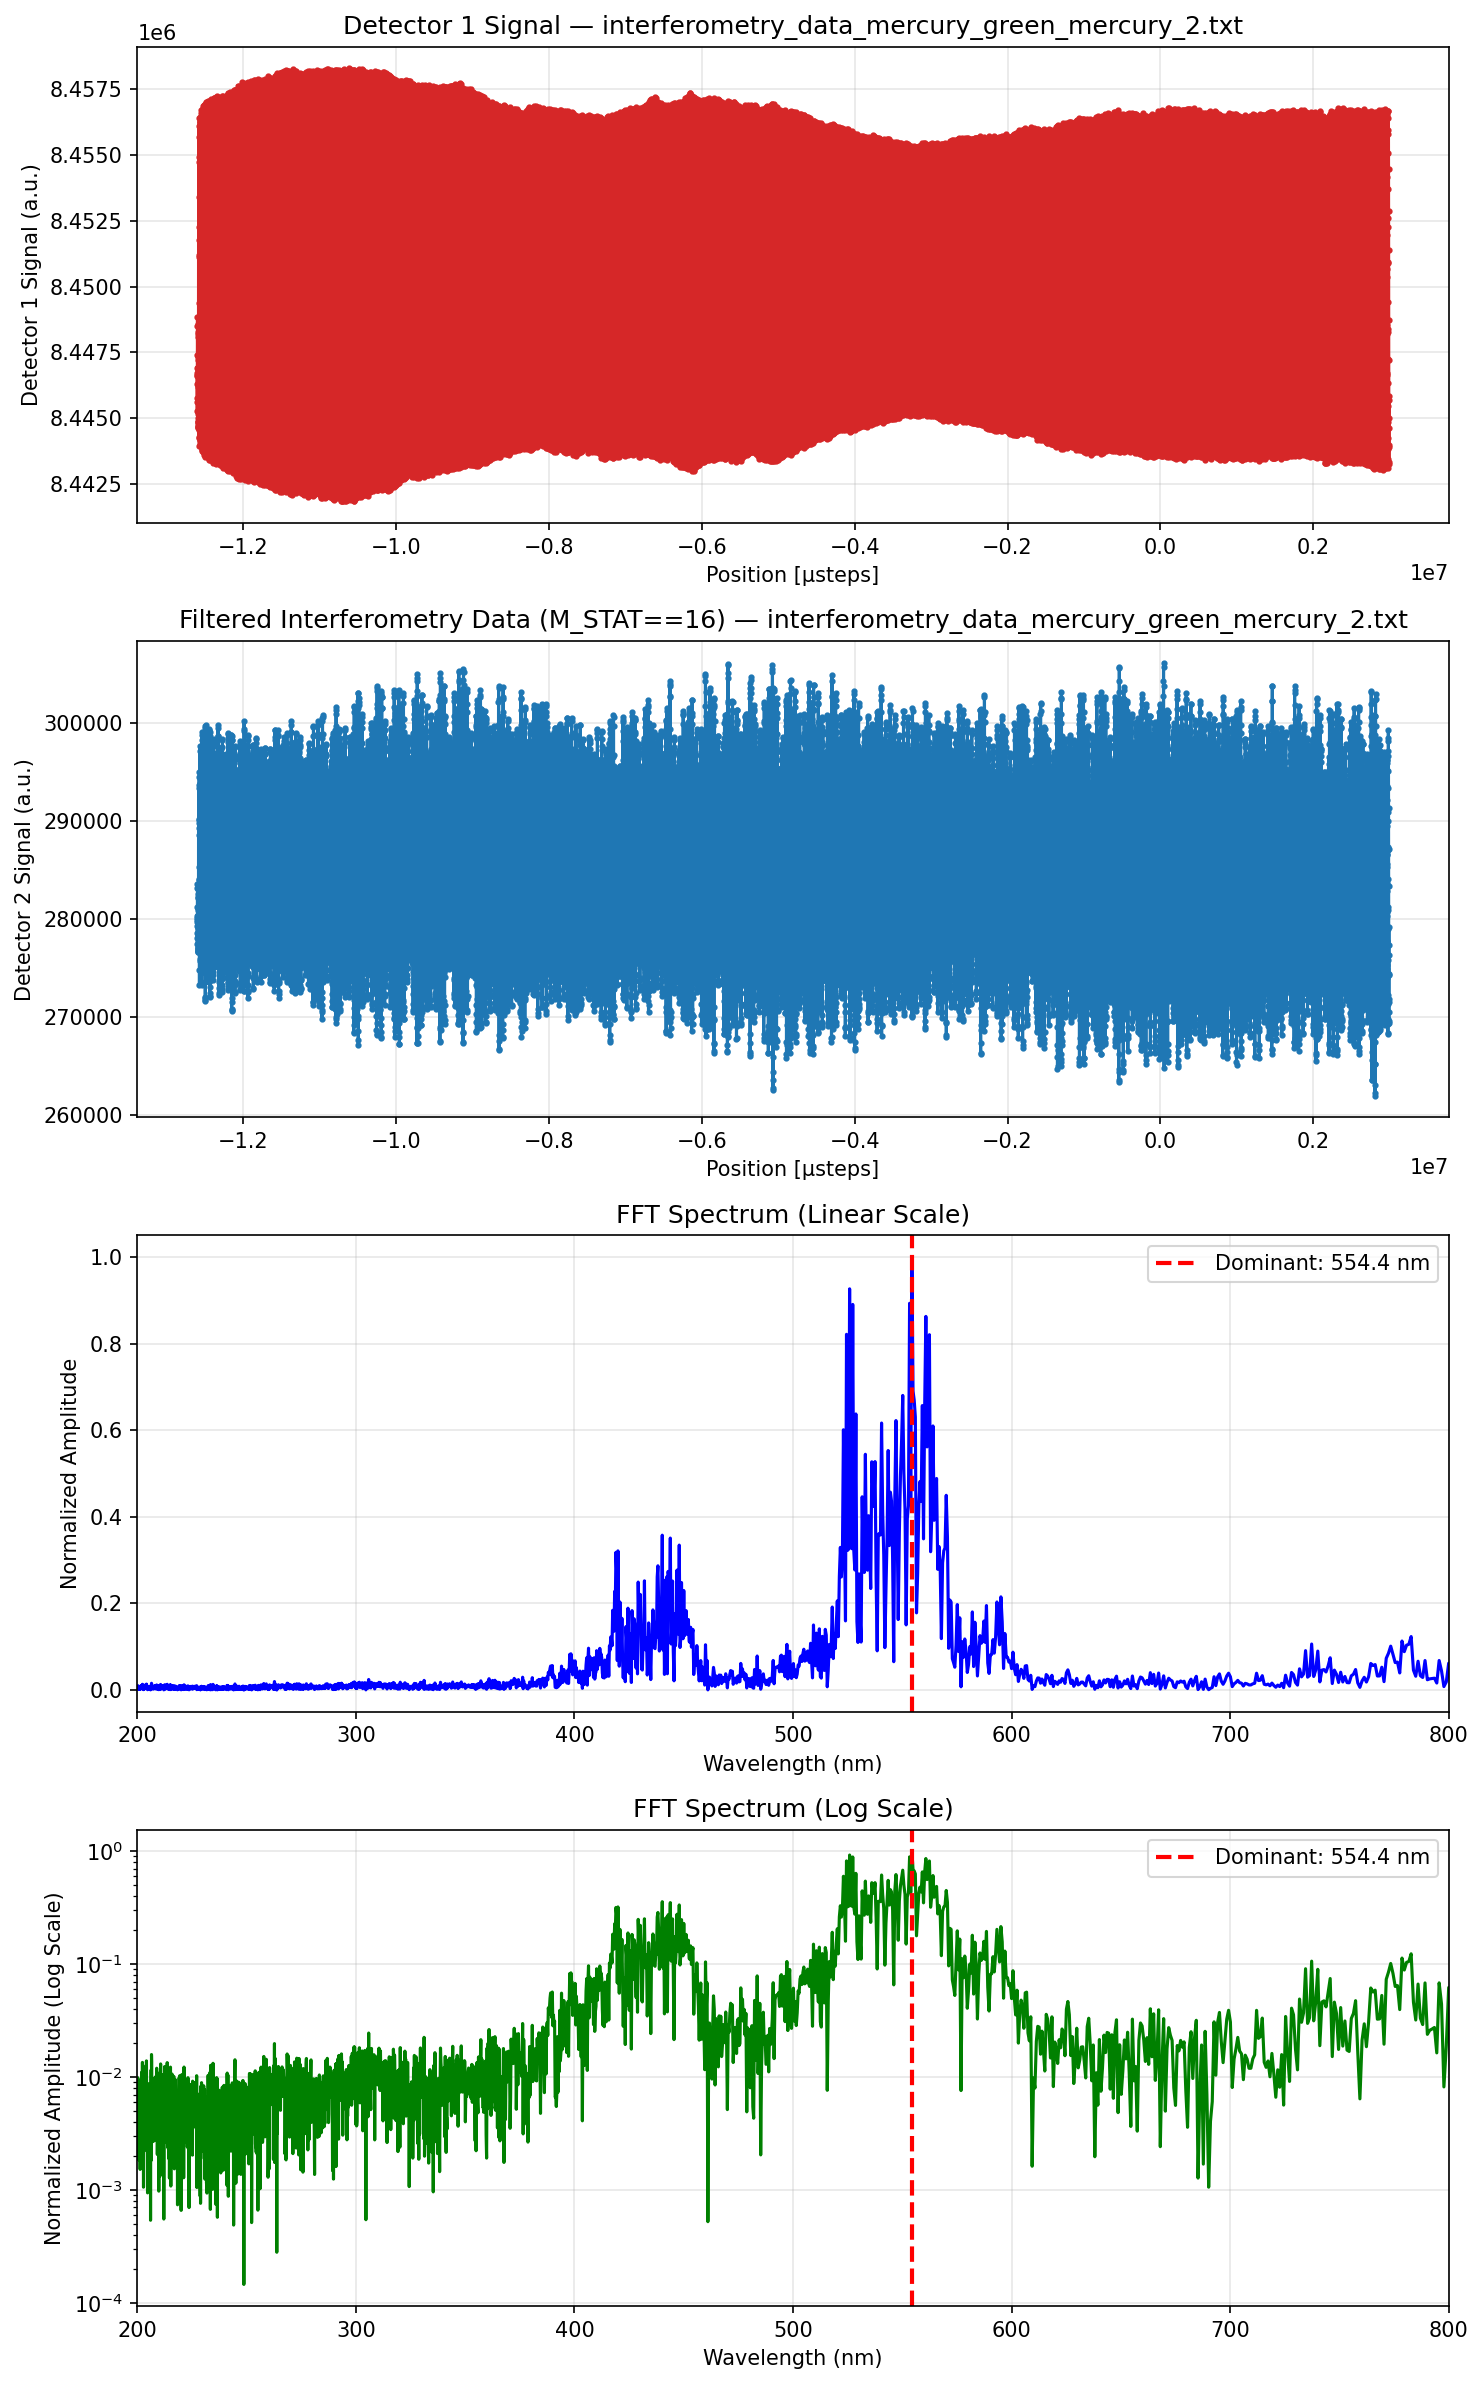 Detector 1 Signal — interferometry_data_mercury_green_mercury_2.txt
1e6
8.4575
8.4550
8.4525
8.4500
8.4475
8.4450
8.4425
Detector 1 Signal (a.u.)
−1.2 −1.0 −0.8 −0.6 −0.4 −0.2 0.0 0.2
Position [µsteps]
1e7
Filtered Interferometry Data (M_STAT==16) — interferometry_data_mercury_green_mercury_2.txt
300000
290000
280000
270000
260000
Detector 2 Signal (a.u.)
−1.2 −1.0 −0.8 −0.6 −0.4 −0.2 0.0 0.2
Position [µsteps]
1e7
FFT Spectrum (Linear Scale)
Dominant: 554.4 nm
1.0
0.8
0.6
0.4
0.2
0.0
Normalized Amplitude
200 300 400 500 600 700 800
Wavelength (nm)
FFT Spectrum (Log Scale)
Dominant: 554.4 nm
10⁰
10⁻¹
10⁻²
10⁻³
10⁻⁴
Normalized Amplitude (Log Scale)
200 300 400 500 600 700 800
Wavelength (nm)